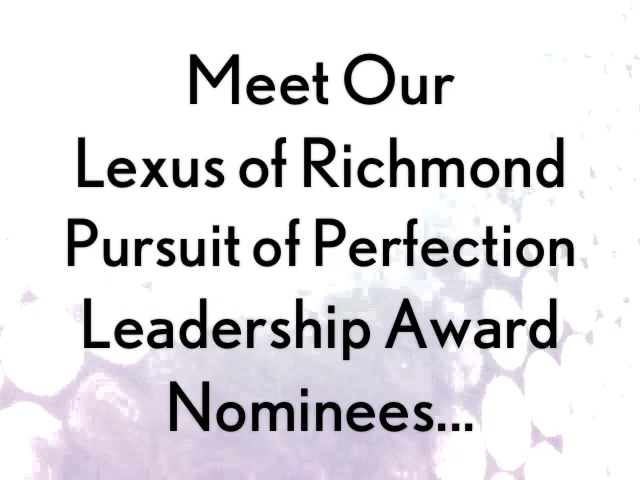 Meet Our
Lexus of Richmond
Pursuit of Perfection
Leadership Award
Nominees...